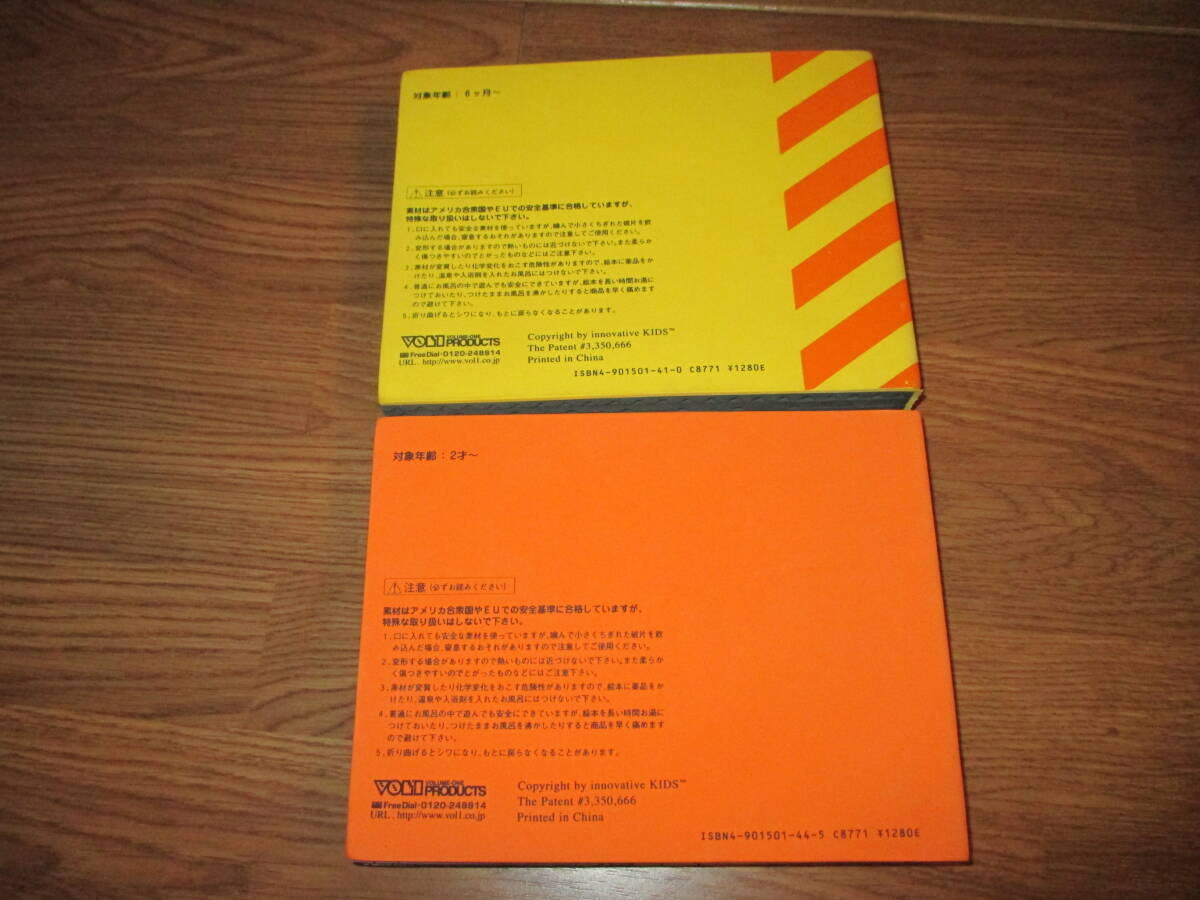 対象年齢：6ヶ月～
注意（必ずお読みください）
素材はアメリカ合衆国やEUでの安全基準に合格していますが、
特殊な取り扱いはしないで下さい。
1. 口に入れても安全な素材を使っていますが、噛んで小さくちぎれた破片を飲
み込んだ場合、窒息するおそれがありますので注意してご使用ください。
2. 変形する場合がありますので熱いものには近づけないで下さい。また柔らか
く傷つきやすいのでとがったものなどにはご注意下さい。
3. 素材が変質したり化学変化をおこす危険性がありますので、絵本に薬品をか
けたり、温泉や入浴剤を入れたお風呂にはつけないで下さい。
4. 普通にお風呂の中で遊んでも安全にできていますが、絵本を長い時間お湯に
つけておいたり、つけたままお風呂を沸かしたりすると商品を早く痛めます
ので避けて下さい。
5. 折り曲げるとシワになり、もとに戻らなくなることがあります。
VOL1 VOLUME-ONE PRODUCTS
FreeDial-0120-248914
URL. http://www.vol1.co.jp
Copyright by innovative KIDS™
The Patent #3,350,666
Printed in China
ISBN4-901501-41-0 C8771 ¥1280E
対象年齢：2才～
注意（必ずお読みください）
素材はアメリカ合衆国やEUでの安全基準に合格していますが、
特殊な取り扱いはしないで下さい。
1. 口に入れても安全な素材を使っていますが、噛んで小さくちぎれた破片を飲
み込んだ場合、窒息するおそれがありますので注意してご使用ください。
2. 変形する場合がありますので熱いものには近づけないで下さい。また柔らか
く傷つきやすいのでとがったものなどにはご注意下さい。
3. 素材が変質したり化学変化をおこす危険性がありますので、絵本に薬品をか
けたり、温泉や入浴剤を入れたお風呂にはつけないで下さい。
4. 普通にお風呂の中で遊んでも安全にできていますが、絵本を長い時間お湯に
つけておいたり、つけたままお風呂を沸かしたりすると商品を早く痛めます
ので避けて下さい。
5. 折り曲げるとシワになり、もとに戻らなくなることがあります。
VOL1 VOLUME-ONE PRODUCTS
FreeDial-0120-248914
URL. http://www.vol1.co.jp
Copyright by innovative KIDS™
The Patent #3,350,666
Printed in China
ISBN4-901501-44-5 C8771 ¥1280E